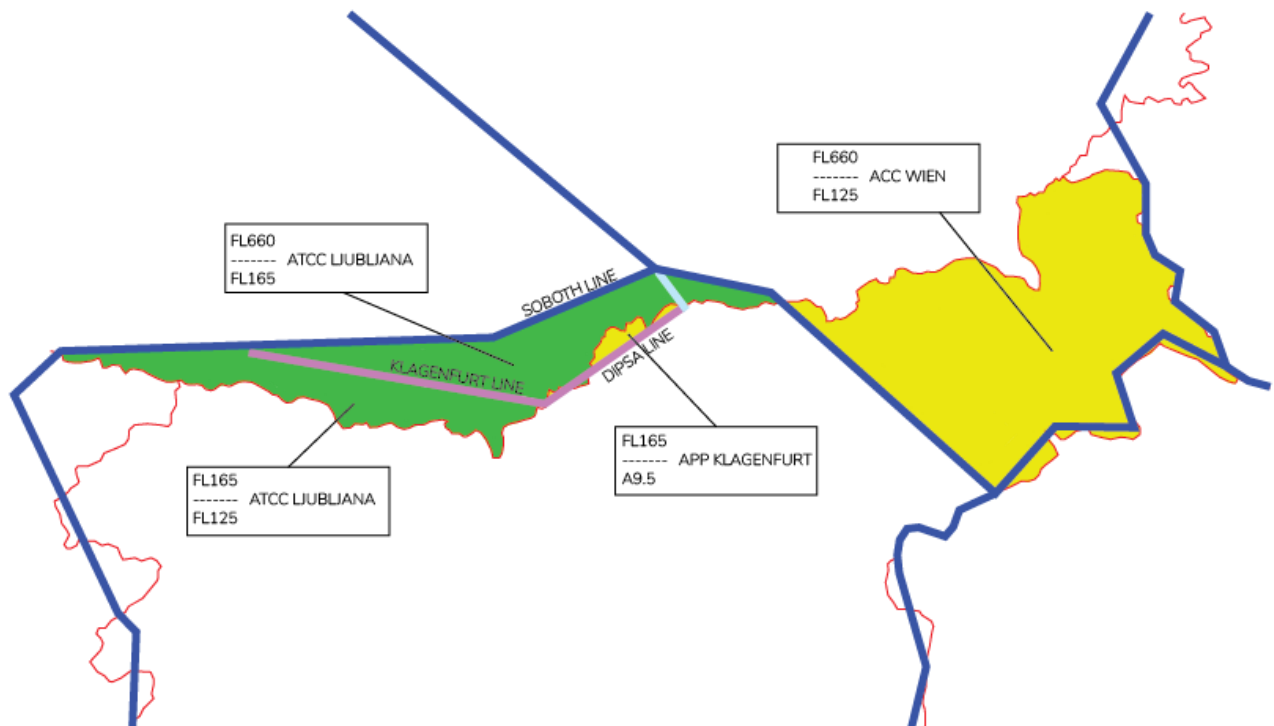 FL660
-------
FL125
ACC WIEN
FL660
-------
FL165
ATCC LJUBLJANA
SOBOTH LINE
KLAGENFURT LINE
DIPSA LINE
FL165
-------
A9.5
APP KLAGENFURT
FL165
-------
FL125
ATCC LJUBLJANA